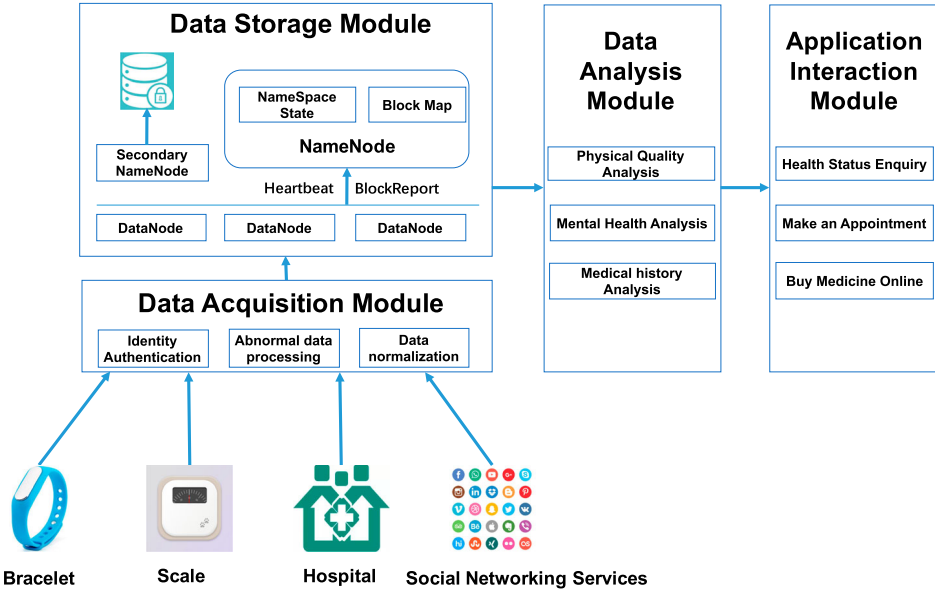 Data Storage Module
NameSpace
State
Block Map
NameNode
Secondary
NameNode
Heartbeat
BlockReport
DataNode
DataNode
DataNode
Data Acquisition Module
Identity
Authentication
Abnormal data
processing
Data
normalization
Bracelet
Scale
Hospital
Social Networking Services
Data
Analysis
Module
Physical Quality
Analysis
Mental Health Analysis
Medical history
Analysis
Application
Interaction
Module
Health Status Enquiry
Make an Appointment
Buy Medicine Online